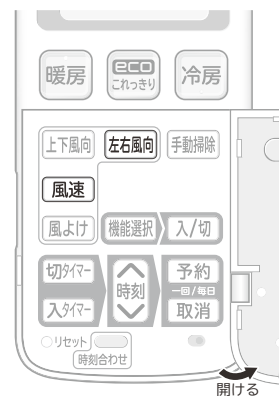 暖房
eco
これっきり
冷房
上下風向
左右風向
手動掃除
風速
風よけ
機能選択
入/切
切タイマー
時刻
予約
一回/毎日
入タイマー
取消
リセット
時刻合わせ
開ける